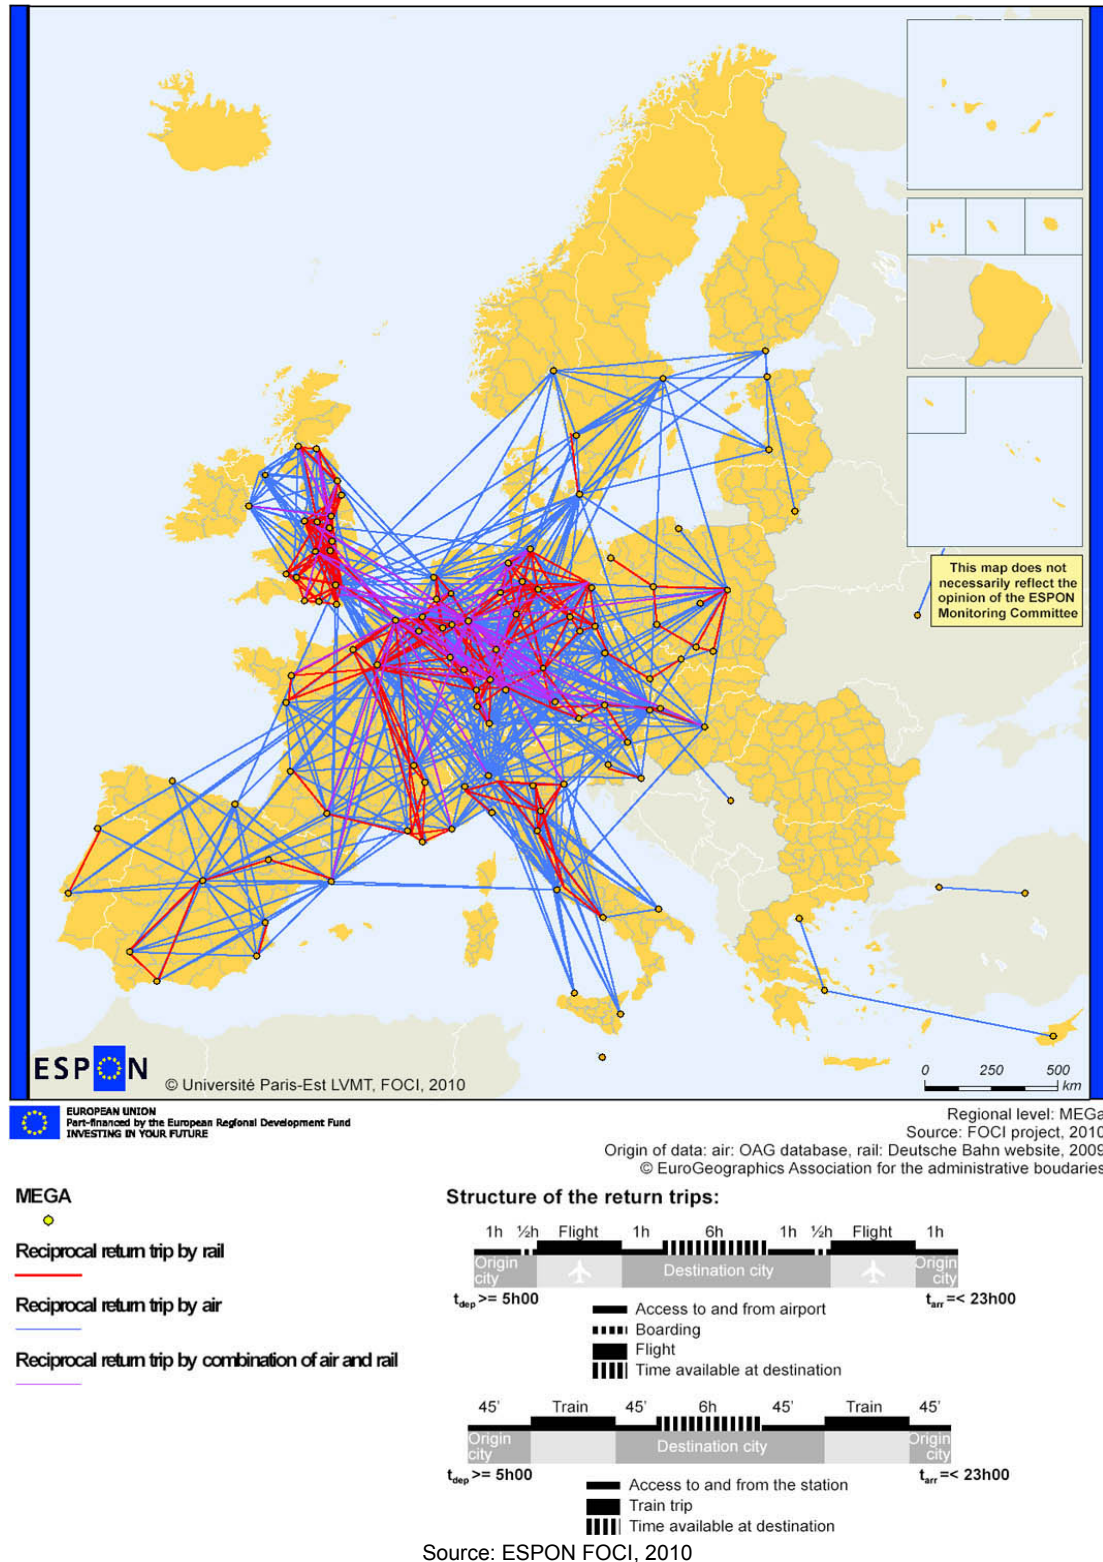 This map does not
necessarily reflect the
opinion of the ESPON
Monitoring Committee
ESPON
© Université Paris-Est LVMT, FOCI, 2010
0 250 500
km
EUROPEAN UNION
Part-financed by the European Regional Development Fund
INVESTING IN YOUR FUTURE
Regional level: MEGa
Source: FOCI project, 2010
Origin of data: air: OAG database, rail: Deutsche Bahn website, 2009
© EuroGeographics Association for the administrative boudaries
MEGA
Reciprocal return trip by rail
Reciprocal return trip by air
Reciprocal return trip by combination of air and rail
Structure of the return trips:
1h ½h Flight 1h 6h 1h ½h Flight 1h
Origin city Destination city Origin city
tdep >= 5h00 tarr =< 23h00
Access to and from airport
Boarding
Flight
Time available at destination
45' Train 45' 6h 45' Train 45'
Origin city Destination city Origin city
tdep >= 5h00 tarr =< 23h00
Access to and from the station
Train trip
Time available at destination
Source: ESPON FOCI, 2010